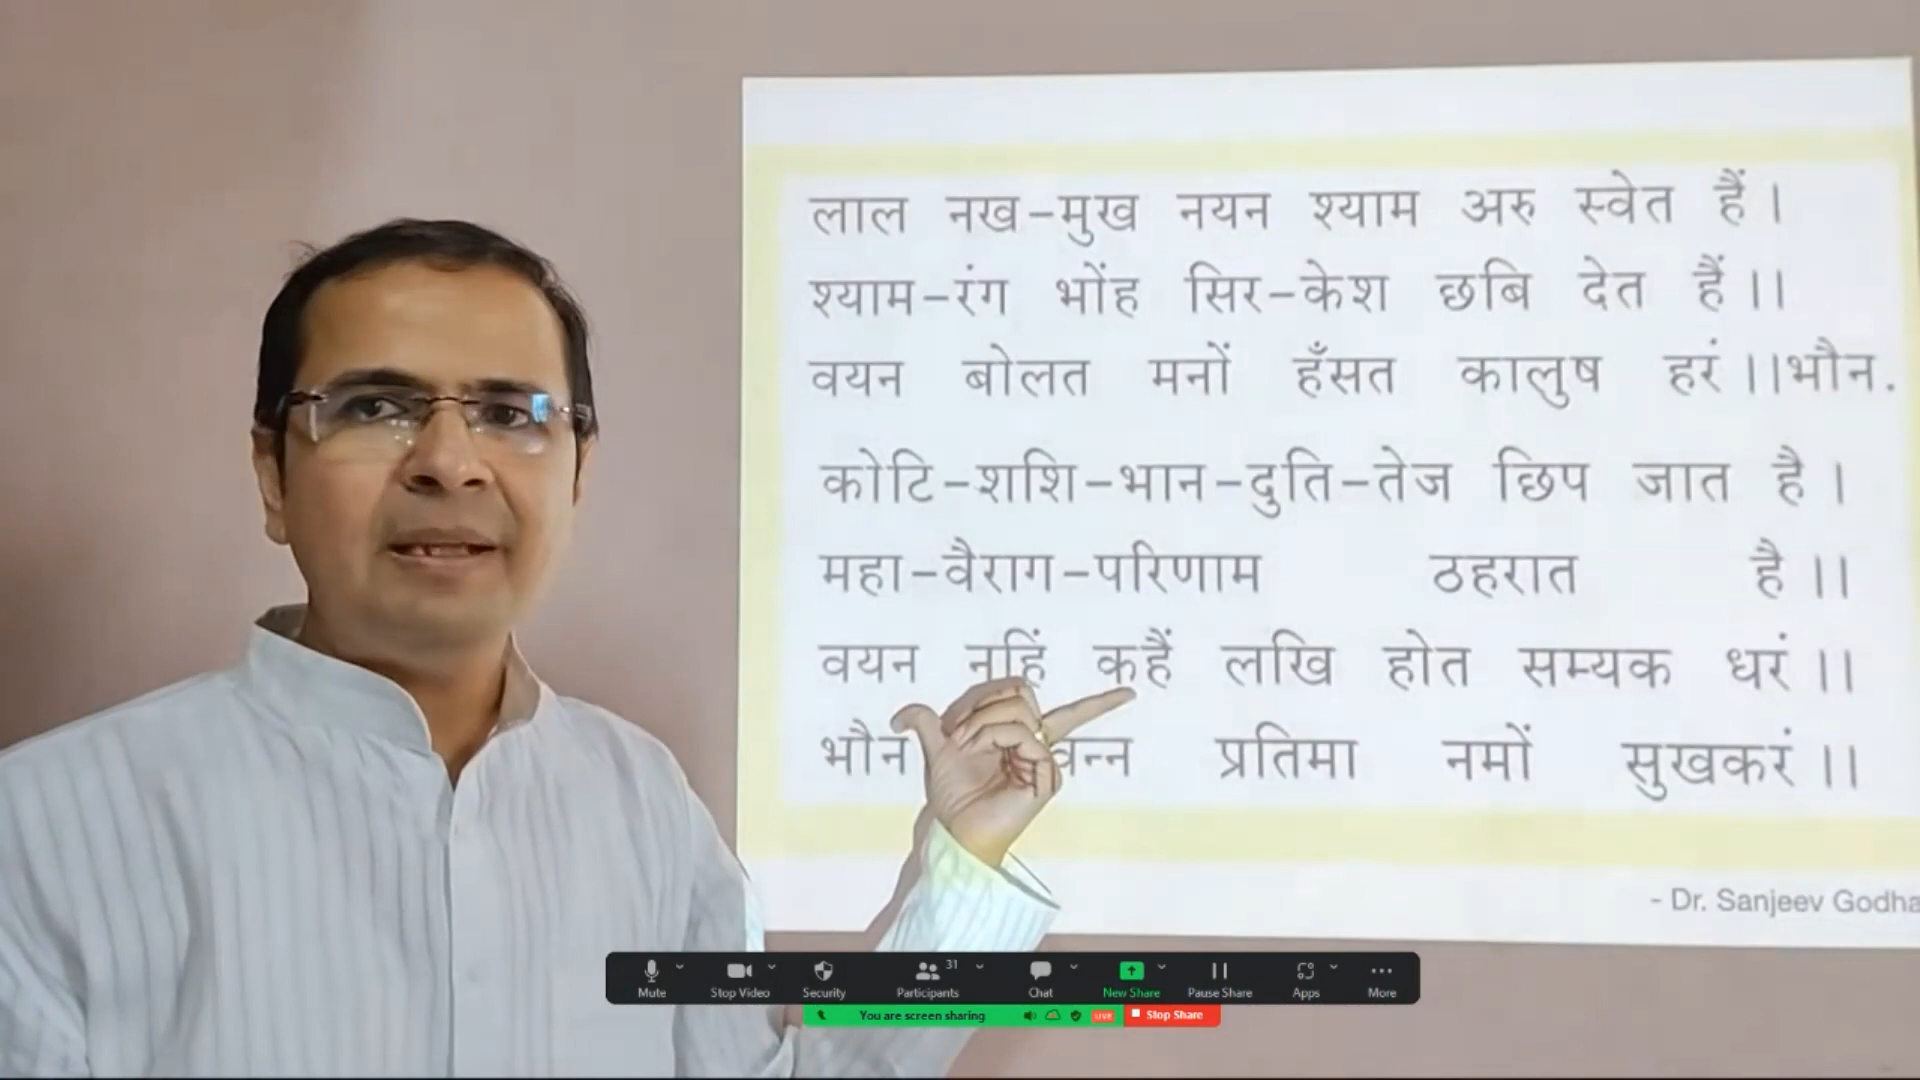 लाल नख-मुख नयन श्याम अरु स्वेत हैं ।
श्याम-रंग भोंह सिर-केश छबि देत हैं ।।
वयन बोलत मनों हँसत कालुष हरं ।।भौन.
कोटि-शशि-भान-दुति-तेज छिप जात है ।
महा-वैराग-परिणाम ठहरात है ।।
वयन नहिं कहैं लखि होत सम्यक धरं ।।
भौन वन्न प्रतिमा नमों सुखकरं ।।
- Dr. Sanjeev Godha
31
Mute Stop Video Security Participants Chat New Share Pause Share Apps More
You are screen sharing LIVE Stop Share